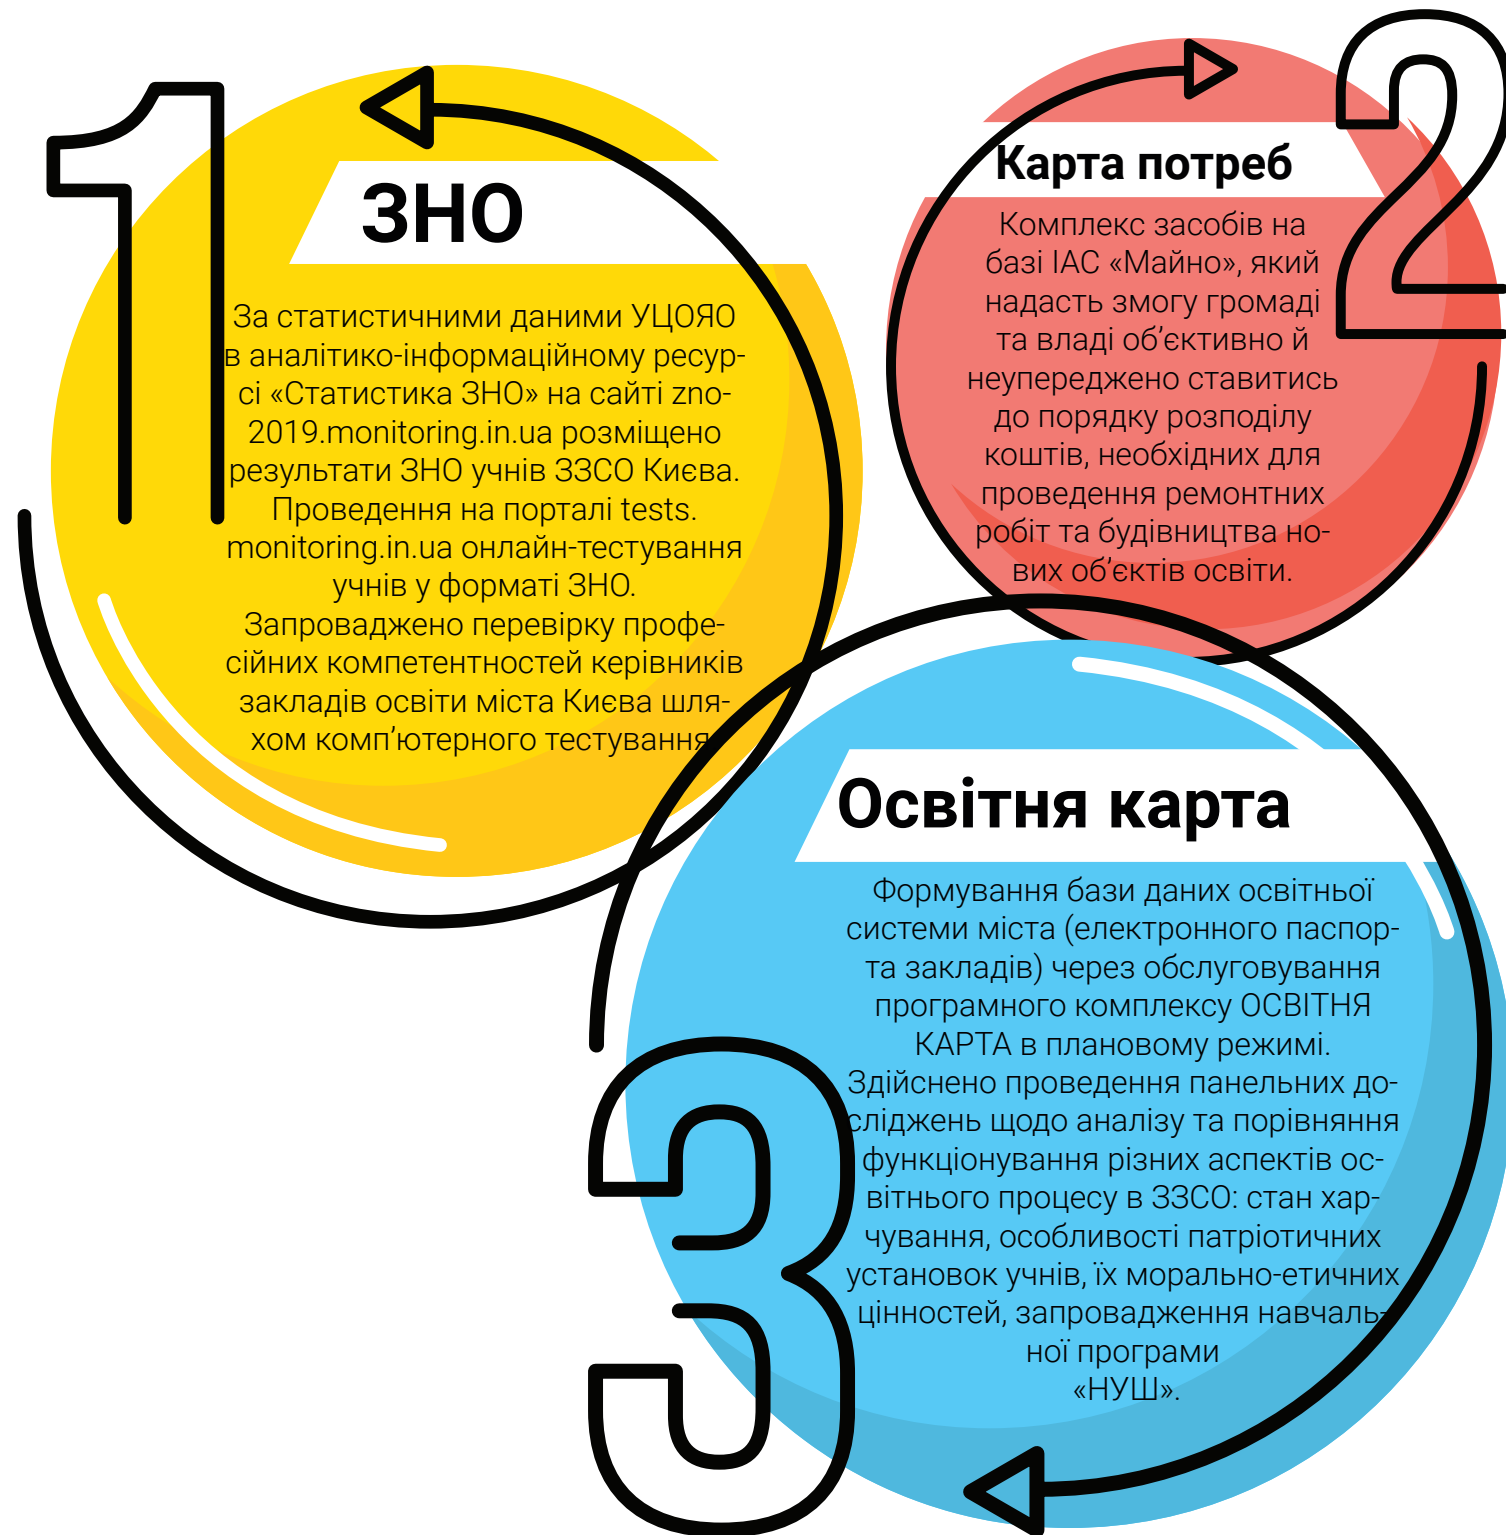 1
ЗНО
За статистичними даними УЦОЯО
в аналітико-інформаційному ресур-
сі «Статистика ЗНО» на сайті zno-
2019.monitoring.in.ua розміщено
результати ЗНО учнів ЗЗСО Києва.
Проведення на порталі tests.
monitoring.in.ua онлайн-тестування
учнів у форматі ЗНО.
Запроваджено перевірку профе-
сійних компетентностей керівників
закладів освіти міста Києва шля-
хом комп’ютерного тестування.
2
Карта потреб
Комплекс засобів на
базі ІАС «Майно», який
надасть змогу громаді
та владі об’єктивно й
неупереджено ставитись
до порядку розподілу
коштів, необхідних для
проведення ремонтних
робіт та будівництва но-
вих об’єктів освіти.
3
Освітня карта
Формування бази даних освітньої
системи міста (електронного паспор-
та закладів) через обслуговування
програмного комплексу ОСВІТНЯ
КАРТА в плановому режимі.
Здійснено проведення панельних до-
сліджень щодо аналізу та порівняння
функціонування різних аспектів ос-
вітнього процесу в ЗЗСО: стан хар-
чування, особливості патріотичних
установок учнів, їх морально-етичних
цінностей, запровадження навчаль-
ної програми
«НУШ».